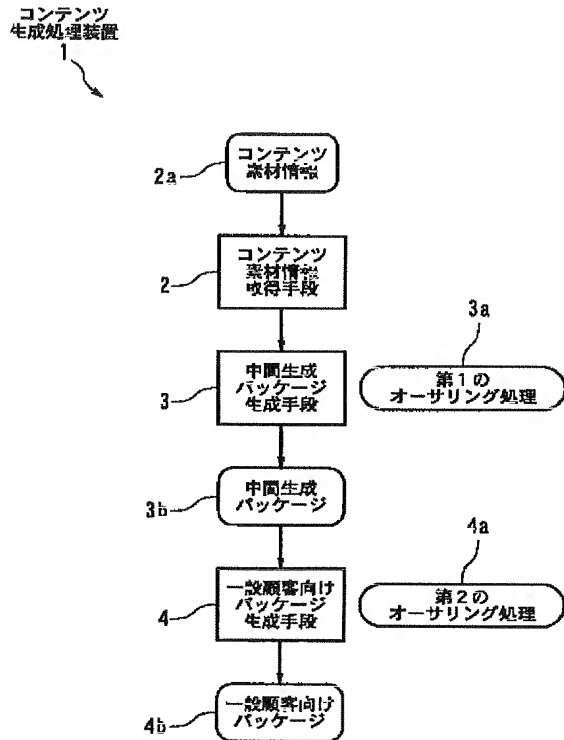 コンテンツ
生成処理装置
1
コンテンツ
素材情報
2a
コンテンツ
素材情報
取得手段
2
3a
中間生成
パッケージ
生成手段
3
第1の
オーサリング処理
中間生成
パッケージ
3b
4a
一般顧客向け
パッケージ
生成手段
4
第2の
オーサリング処理
一般顧客向け
パッケージ
4b